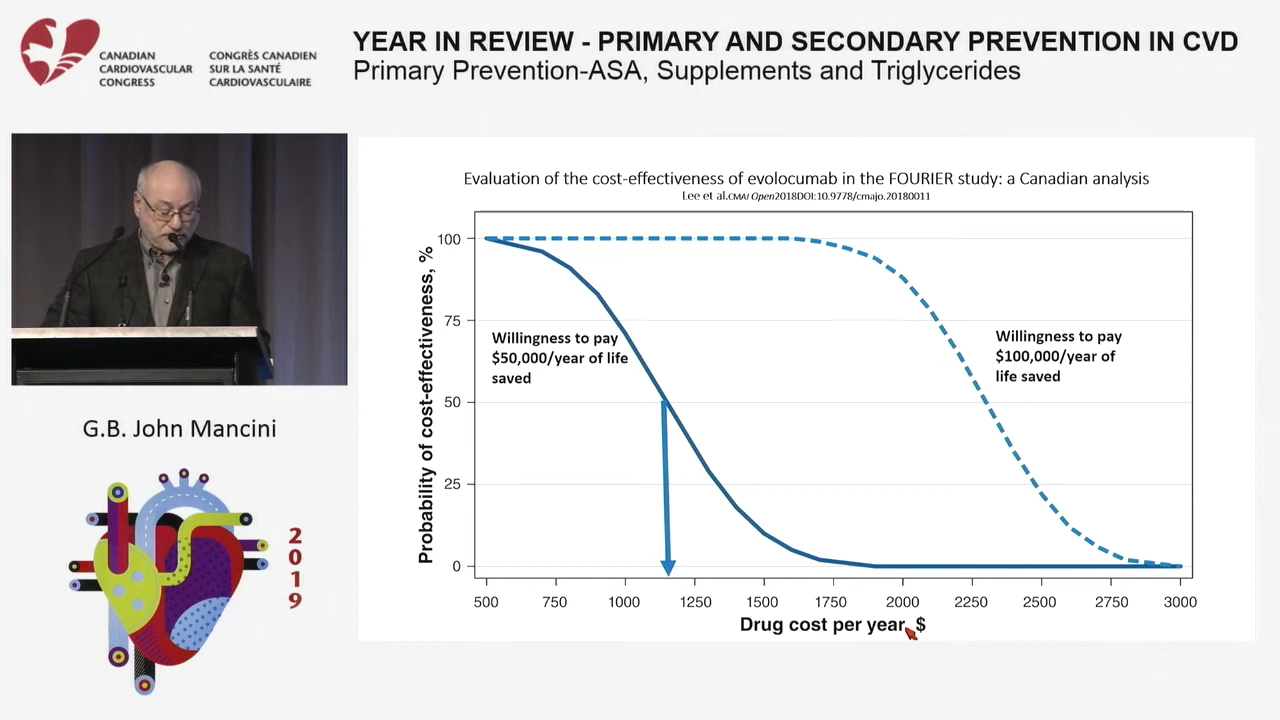 CANADIAN
CARDIOVASCULAR
CONGRESS
CONGRÈS CANADIEN
SUR LA SANTÉ
CARDIOVASCULAIRE
YEAR IN REVIEW - PRIMARY AND SECONDARY PREVENTION IN CVD
Primary Prevention-ASA, Supplements and Triglycerides
G.B. John Mancini
2019
Evaluation of the cost-effectiveness of evolocumab in the FOURIER study: a Canadian analysis
Lee et al.CMAJ Open2018DOI:10.9778/cmajo.20180011
Probability of cost-effectiveness, %
100
75
50
25
0
Willingness to pay
$50,000/year of life
saved
Willingness to pay
$100,000/year of
life saved
500 750 1000 1250 1500 1750 2000 2250 2500 2750 3000
Drug cost per year, $